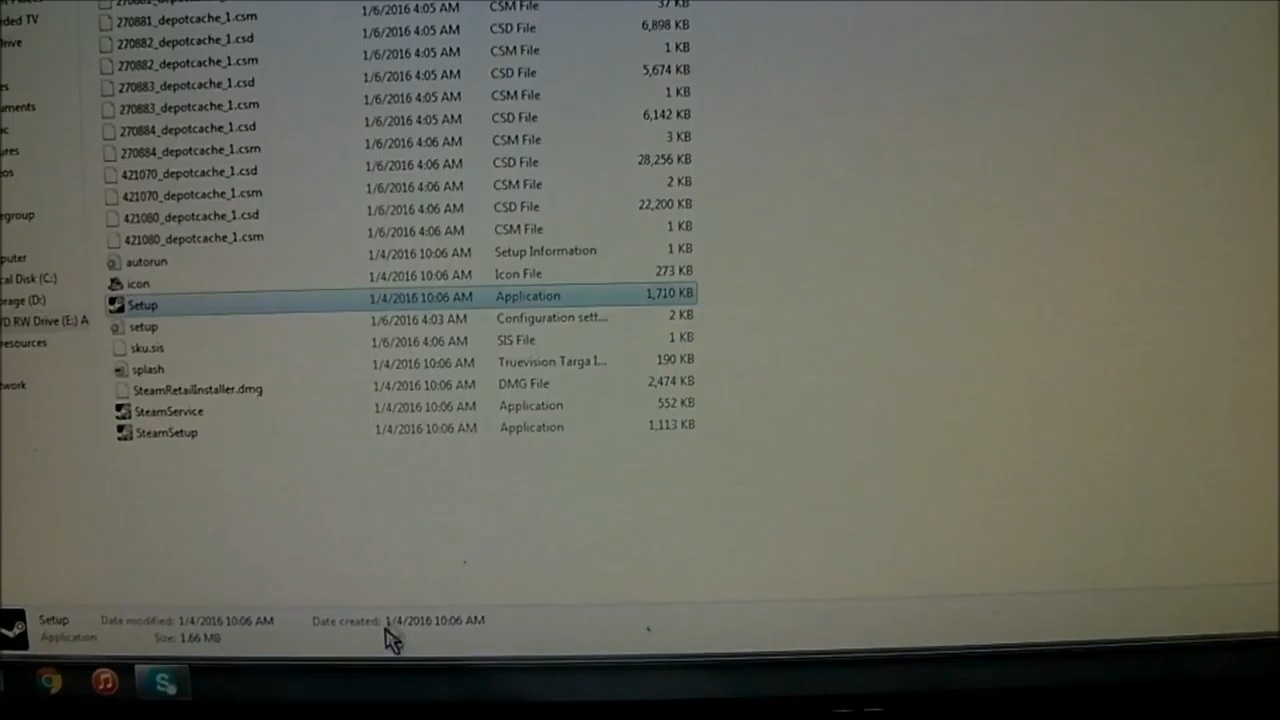 37 KB
270881_depotcache_1.csm 1/6/2016 4:05 AM CSM File
270882_depotcache_1.csd 1/6/2016 4:05 AM CSD File 6,898 KB
270882_depotcache_1.csm 1/6/2016 4:05 AM CSM File 1 KB
270883_depotcache_1.csd 1/6/2016 4:05 AM CSD File 5,674 KB
270883_depotcache_1.csm 1/6/2016 4:05 AM CSM File 1 KB
270884_depotcache_1.csd 1/6/2016 4:05 AM CSD File 6,142 KB
270884_depotcache_1.csm 1/6/2016 4:06 AM CSM File 3 KB
421070_depotcache_1.csd 1/6/2016 4:06 AM CSD File 28,256 KB
421070_depotcache_1.csm 1/6/2016 4:06 AM CSM File 2 KB
421080_depotcache_1.csd 1/6/2016 4:06 AM CSD File 22,200 KB
421080_depotcache_1.csm 1/6/2016 4:06 AM CSM File 1 KB
autorun 1/4/2016 10:06 AM Setup Information 1 KB
icon 1/4/2016 10:06 AM Icon File 273 KB
Setup 1/4/2016 10:06 AM Application 1,710 KB
setup 1/6/2016 4:03 AM Configuration sett... 2 KB
sku.sis 1/6/2016 4:06 AM SIS File 1 KB
splash 1/4/2016 10:06 AM Truevision Targa I... 190 KB
SteamRetailInstaller.dmg 1/4/2016 10:06 AM DMG File 2,474 KB
SteamService 1/4/2016 10:06 AM Application 552 KB
SteamSetup 1/4/2016 10:06 AM Application 1,113 KB
ded TV
rive
es
uments
ic
ures
os
egroup
puter
cal Disk (C:)
orage (D:)
VD RW Drive (E:) A
resources
twork
Setup Date modified: 1/4/2016 10:06 AM Date created: 1/4/2016 10:06 AM
Application Size: 1.66 MB